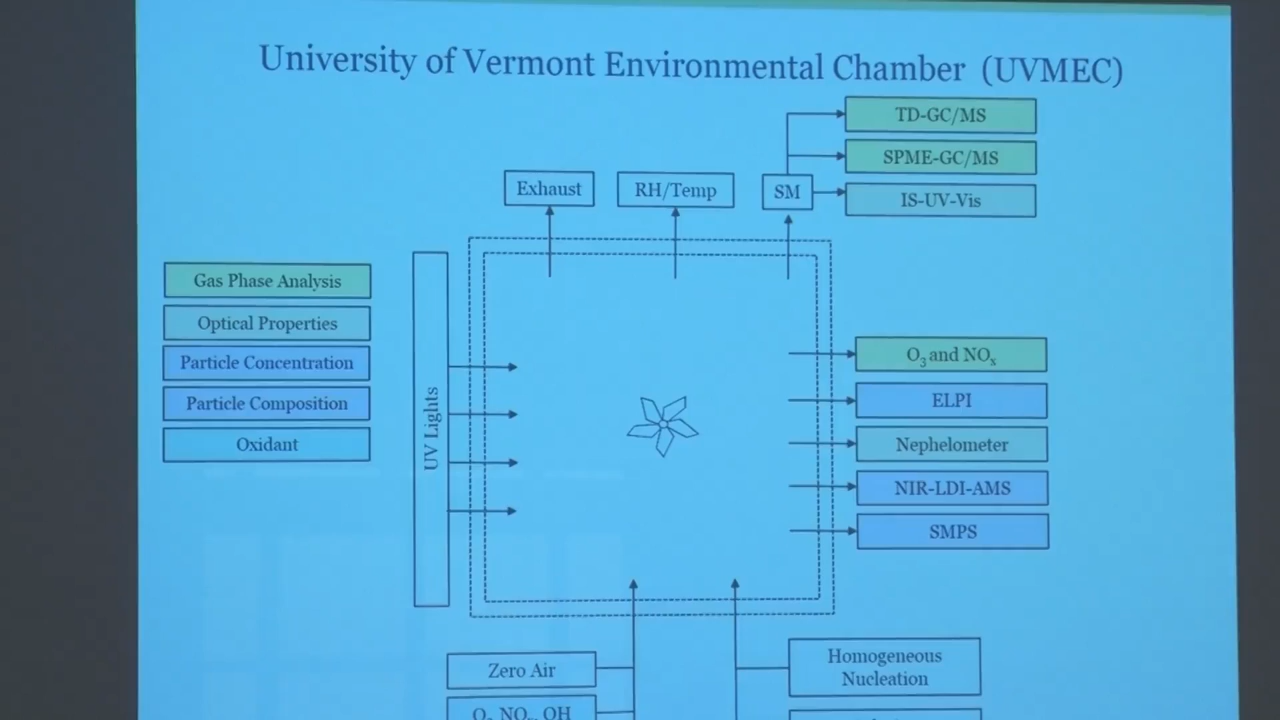 University of Vermont Environmental Chamber (UVMEC)
TD-GC/MS
SPME-GC/MS
Exhaust
RH/Temp
SM
IS-UV-Vis
Gas Phase Analysis
Optical Properties
Particle Concentration
Particle Composition
Oxidant
UV Lights
O₃ and NOₓ
ELPI
Nephelometer
NIR-LDI-AMS
SMPS
Zero Air
Homogeneous
Nucleation
OH